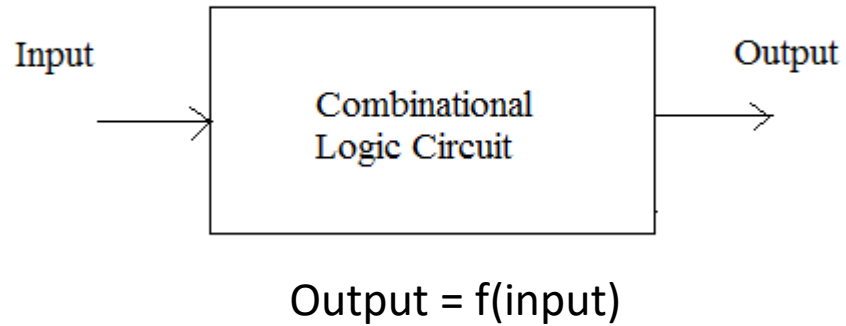 Input
Output
Combinational
Logic Circuit
Output = f(input)